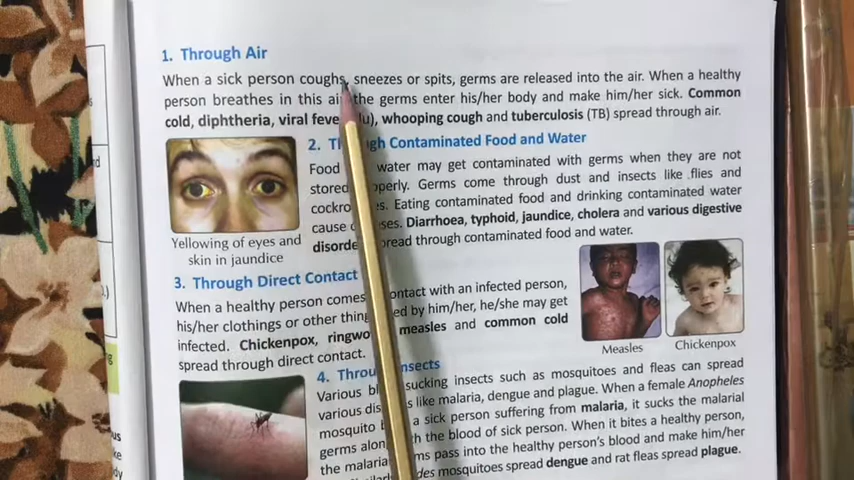 1. Through Air
When a sick person coughs, sneezes or spits, germs are released into the air. When a healthy
person breathes in this air the germs enter his/her body and make him/her sick. Common
cold, diphtheria, viral feve lu), whooping cough and tuberculosis (TB) spread through air.
2. Th gh Contaminated Food and Water
Food water may get contaminated with germs when they are not
stored operly. Germs come through dust and insects like flies and
cockro s. Eating contaminated food and drinking contaminated water
cause ses. Diarrhoea, typhoid, jaundice, cholera and various digestive
disorde pread through contaminated food and water.
Yellowing of eyes and
skin in jaundice
3. Through Direct Contact
When a healthy person comes ontact with an infected person,
his/her clothings or other thing ed by him/her, he/she may get
infected. Chickenpox, ringwo measles and common cold
spread through direct contact.
Measles
Chickenpox
4. Throu nsects
Various bl sucking insects such as mosquitoes and fleas can spread
various dis s like malaria, dengue and plague. When a female Anopheles
mosquito b a sick person suffering from malaria, it sucks the malarial
germs alon h the blood of sick person. When it bites a healthy person,
the malaria ms pass into the healthy person's blood and make him/her
des mosquitoes spread dengue and rat fleas spread plague.